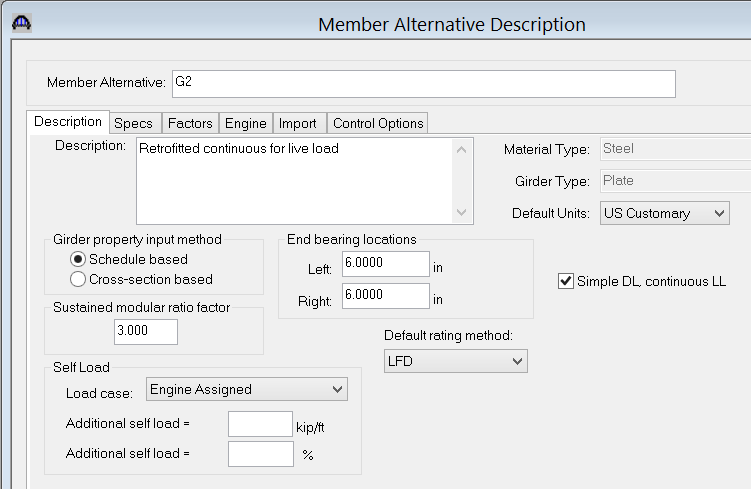 Member Alternative Description
Member Alternative: G2
Description Specs Factors Engine Import Control Options
Description: Retrofitted continuous for live load
Material Type: Steel
Girder Type: Plate
Default Units: US Customary
Girder property input method
Schedule based
Cross-section based
End bearing locations
Left: 6.0000 in
Right: 6.0000 in
Simple DL, continuous LL
Sustained modular ratio factor
3.000
Default rating method:
LFD
Self Load
Load case: Engine Assigned
Additional self load = kip/ft
Additional self load = %